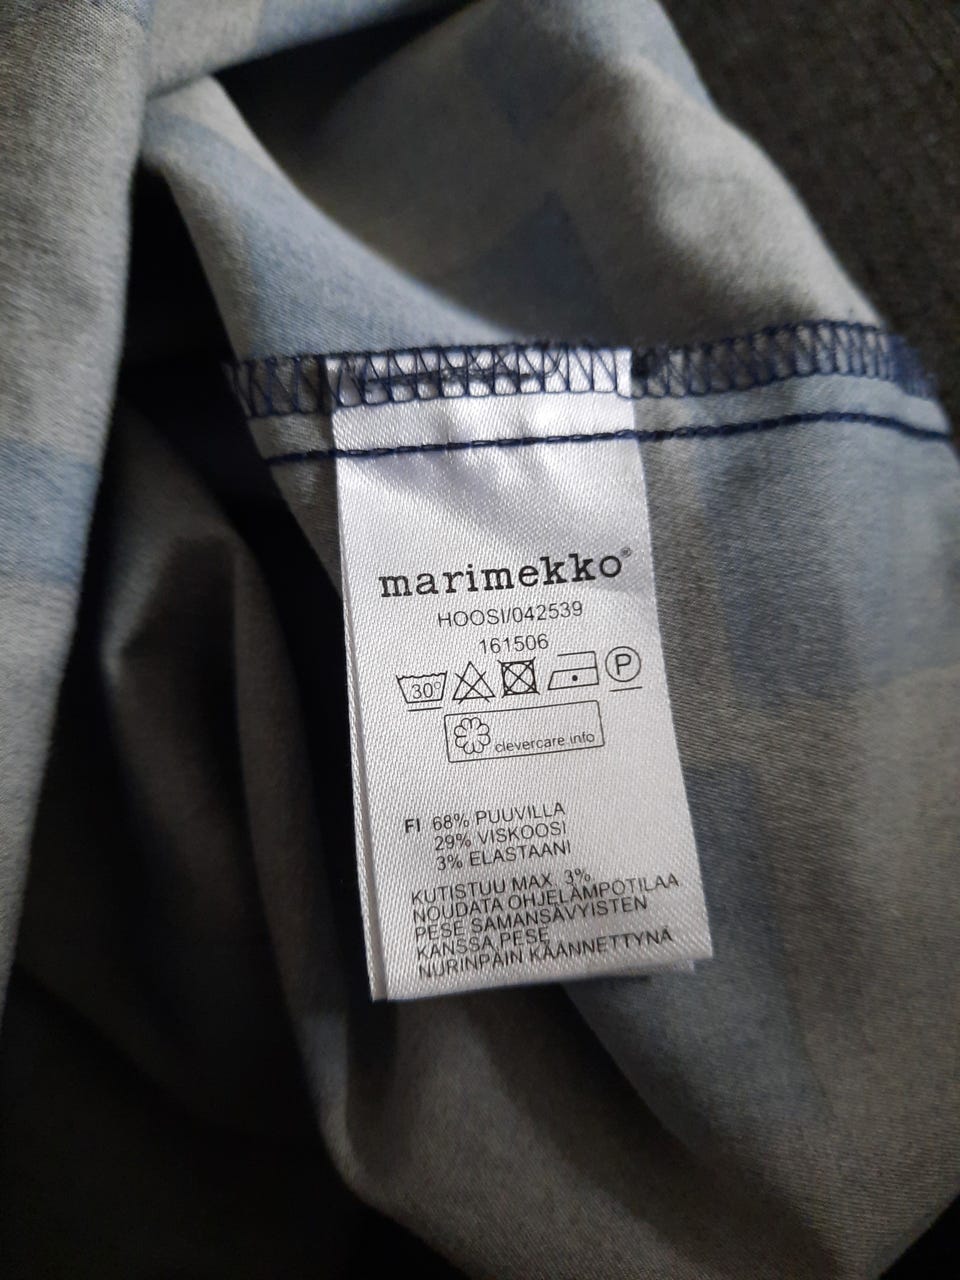 marimekko®
HOOSI/042539
161506
30° P
clevercare.info
FI 68% PUUVILLA
29% VISKOOSI
3% ELASTAANI
KUTISTUU MAX 3%.
NOUDATA OHJELÄMPÖTILAA
PESE SAMANSÄVYISTEN
KANSSA.PESE
NURINPÄIN KÄÄNNETTYNÄ